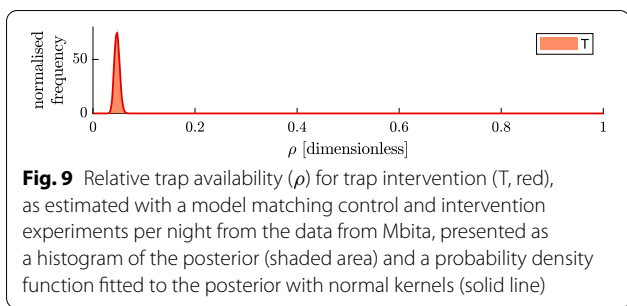 normalised
frequency
50
0
T
0 0.2 0.4 0.6 0.8 1
ρ [dimensionless]
Fig. 9 Relative trap availability (ρ) for trap intervention (T, red),
as estimated with a model matching control and intervention
experiments per night from the data from Mbita, presented as
a histogram of the posterior (shaded area) and a probability density
function fitted to the posterior with normal kernels (solid line)